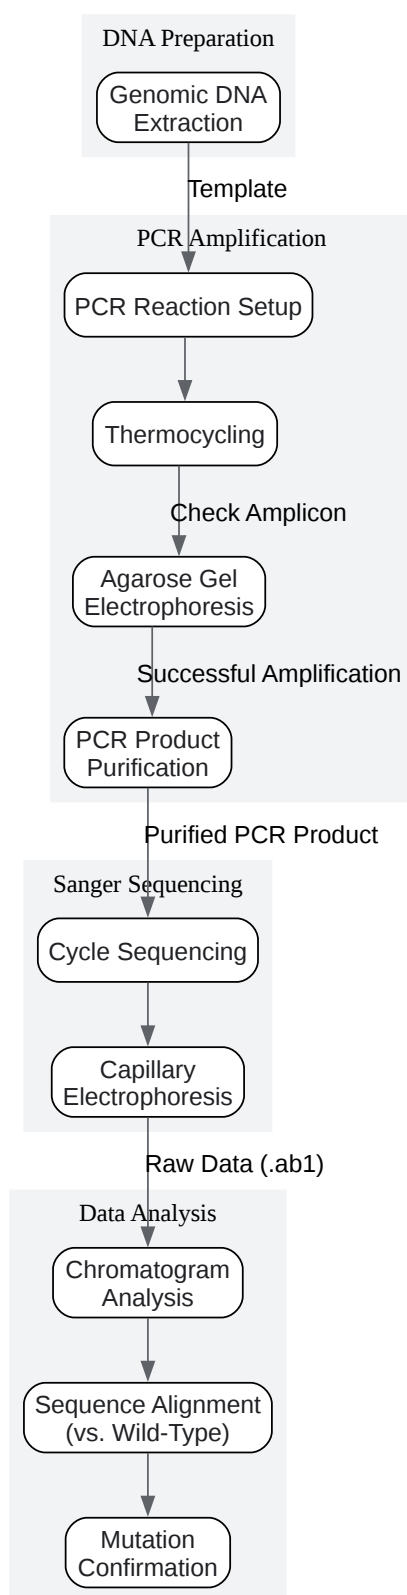 DNA Preparation
Genomic DNA
Extraction
Template
PCR Amplification
PCR Reaction Setup
Thermocycling
Check Amplicon
Agarose Gel
Electrophoresis
Successful Amplification
PCR Product
Purification
Purified PCR Product
Sanger Sequencing
Cycle Sequencing
Capillary
Electrophoresis
Raw Data (.ab1)
Data Analysis
Chromatogram
Analysis
Sequence Alignment
(vs. Wild-Type)
Mutation
Confirmation